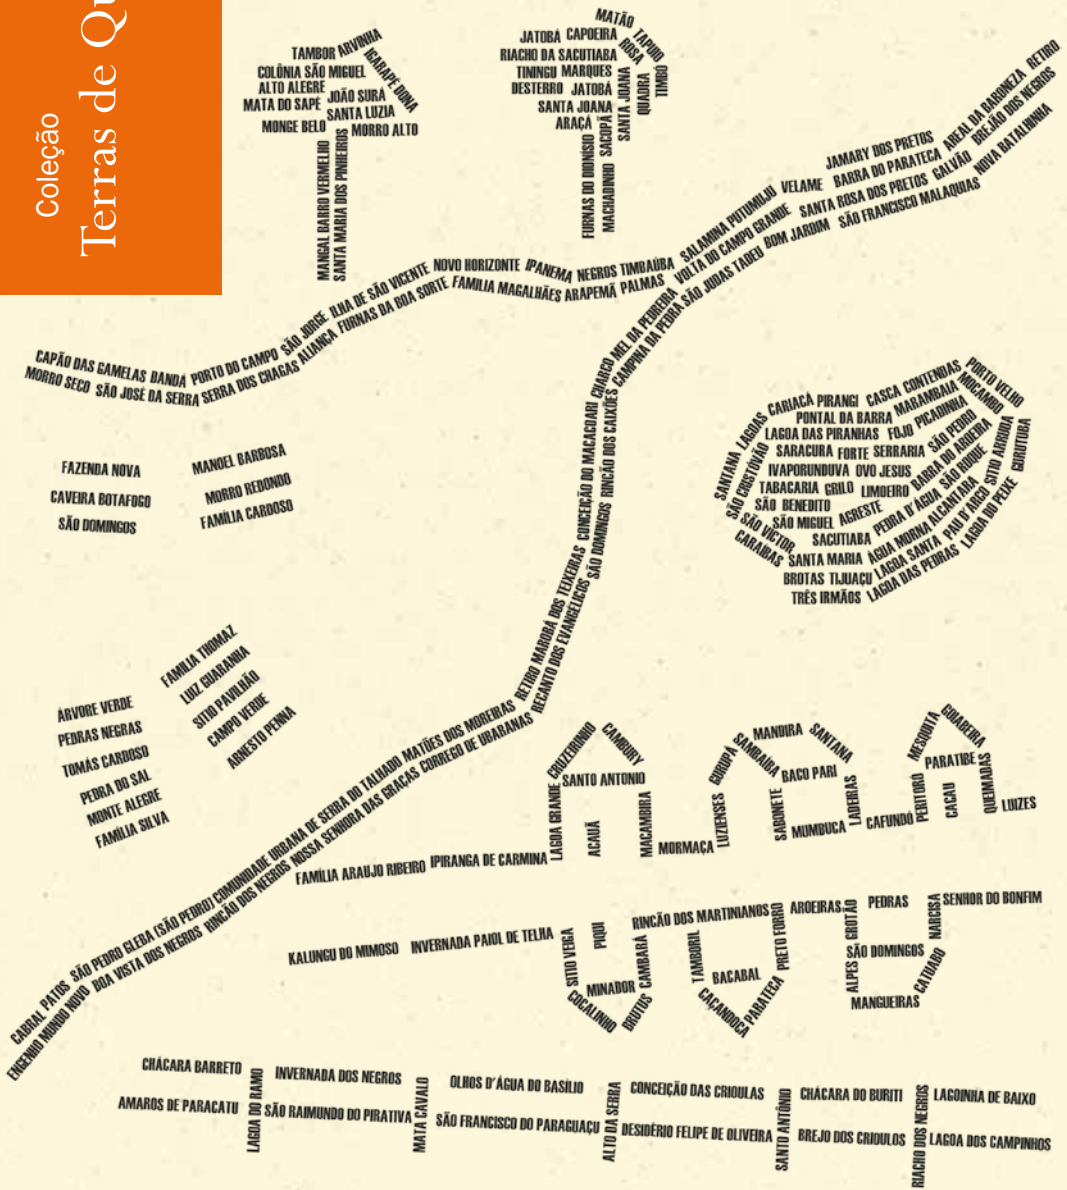 Coleção
Terras de Qu
TAMBOR ARVINHA
IGARAPÉ DONA
COLÔNIA SÃO MIGUEL
ALTO ALEGRE
JOÃO SURÁ
MATA DO SAPÉ
SANTA LUZIA
MONGE BELO
MORRO ALTO
MANGAL BARRO VERMELHO
SANTA MARIA DOS PINHEIROS
MATÃO
TAPUIO
JATOBÁ CAPOEIRA
ROSA
TIMBÓ
RIACHO DA SACUTIABA
TININGU MARQUES
DESTERRO JATOBÁ
SANTA JOANA
QUADRA
SANTA JOANA
ARAÇÁ
SACOPÃ
FURNAS DO DIONÍSIO
MACHADINHO
CAPÃO DAS GAMELAS BANDÁ PORTO DO CAMPO SÃO JORGE ILHA DE SÃO VICENTE NOVO HORIZONTE IPANEMA NEGROS TIMBAÚBA SALAMINA PUTUMUJU VELAME BARRA DO PARATECA AREAL DA BARONEZA RETIRO
JAMARY DOS PRETOS
MORRO SECO SÃO JOSÉ DA SERRA SERRA DOS CHAGAS ALIANÇA FURNAS DA BOA SORTE FAMILIA MAGALHÃES ARAPEMÃ PALMAS
VOLTA DO CAMPO GRANDE SANTA ROSA DOS PRETOS GALVÃO BREJÃO DOS NEGROS
BOM JARDIM SÃO FRANCISCO MALAQUIAS NOVA BATALHINHA
CABRAL PATOS SÃO PEDRO GLEBA (SÃO PEDRO) COMUNIDADE URBANA DE SERRA DO TALHADO MATÕES DOS MOREIRAS RETIRO MAROBÁ DOS TEIXEIRAS CONCEIÇÃO DO MACACOARI CHARCO MEL DA PEDREIRA
ENGENHO MUNDO NOVO BOA VISTA DOS NEGROS RINCÃO DOS NEGROS NOSSA SENHORA DAS GRAÇAS CORREGO DE UBARANAS RECANTO DOS EVANGÉLICOS SÃO DOMINGOS RINCÃO DOS CAIXÕES CAMPINA DA PEDRA SÃO JUDAS TADEU
FAZENDA NOVA
CAVEIRA BOTAFOGO
SÃO DOMINGOS
MANOEL BARBOSA
MORRO REDONDO
FAMÍLIA CARDOSO
SANTANA LAGOAS CARIACÁ PIRANGI CASCA CONTENDAS PORTO VELHO
PONTAL DA BARRA MARAMBAIA MOCAMBO
LAGOA DAS PIRANHAS FOJO PICADINHA
SÃO CRISTÓVÃO
SARACURA FORTE SERRARIA SÃO PEDRO
IVAPORUNDUVA OVO JESUS
TABACARIA GRILO LIMOEIRO BARRA DO AROEIRA
SÃO BENEDITO
SÃO MIGUEL AGRESTE
SÃO VICTOR
SACUTIABA PEDRA D'ÁGUA SÃO ROQUE
CARAIBAS SANTA MARIA ÁGUA MORNA ALCANTARA
BROTAS TIJUAÇU LAGOA SANTA PAU D'ARCO SITIO ARRUDA
TRÊS IRMÃOS LAGOA DAS PEDRAS LAGOA DO PEIXE GORUTUBA
ÁRVORE VERDE
PEDRAS NEGRAS
TOMÁS CARDOSO
PEDRA DO SAL
MONTE ALEGRE
FAMÍLIA SILVA
FAMILIA THOMAZ
LUIZ GUARANHA
SITIO PAVILHÃO
CAMPO VERDE
ARNESTO PENNA
FAMÍLIA ARAUJO RIBEIRO IPIRANGA DE CARMINA
LAGOA GRANDE
CRUZEIRINHO
CAMBURY
SANTO ANTONIO
ACAUÃ
MACAMBIRA
MORMAÇA
LUZIENSES
GURUPÁ
SAMBAÍBA
MANDIRA
SANTANA
BACO PARI
SABONETE
MUMBUCA
LADEIRAS
CAFUNDÓ
PERITORÓ
MESQUITA
GUABEIRA
PARATIBE
CACAU
QUEIMADAS
LUIZES
KALUNGU DO MIMOSO INVERNADA PAIOL DE TELHA
SITIO VEIGA
PIQUI
MINADOR
COCALINHO
BRUTUS
CAMBARÁ
RINCÃO DOS MARTINIANOS
TAMBORIL
BACABAL
CAÇANDOCA
PARATECA
PRETO FORRO
AROEIRAS
GROTÃO
PEDRAS
NARCISA
SENHOR DO BONFIM
SÃO DOMINGOS
ALPES
CATUABO
MANGUEIRAS
CHÁCARA BARRETO
AMAROS DE PARACATU
LAGOA DO RAMO
INVERNADA DOS NEGROS
SÃO RAIMUNDO DO PIRATIVA
MATA CAVALO
OLHOS D'ÁGUA DO BASÍLIO
SÃO FRANCISCO DO PARAGUAÇU
ALTO DA SERRA
CONCEIÇÃO DAS CRIOULAS
DESIDÉRIO FELIPE DE OLIVEIRA
SANTO ANTÔNIO
CHÁCARA DO BURITI
BREJO DOS CRIOULOS
RIACHO DOS NEGROS
LAGOINHA DE BAIXO
LAGOA DOS CAMPINHOS